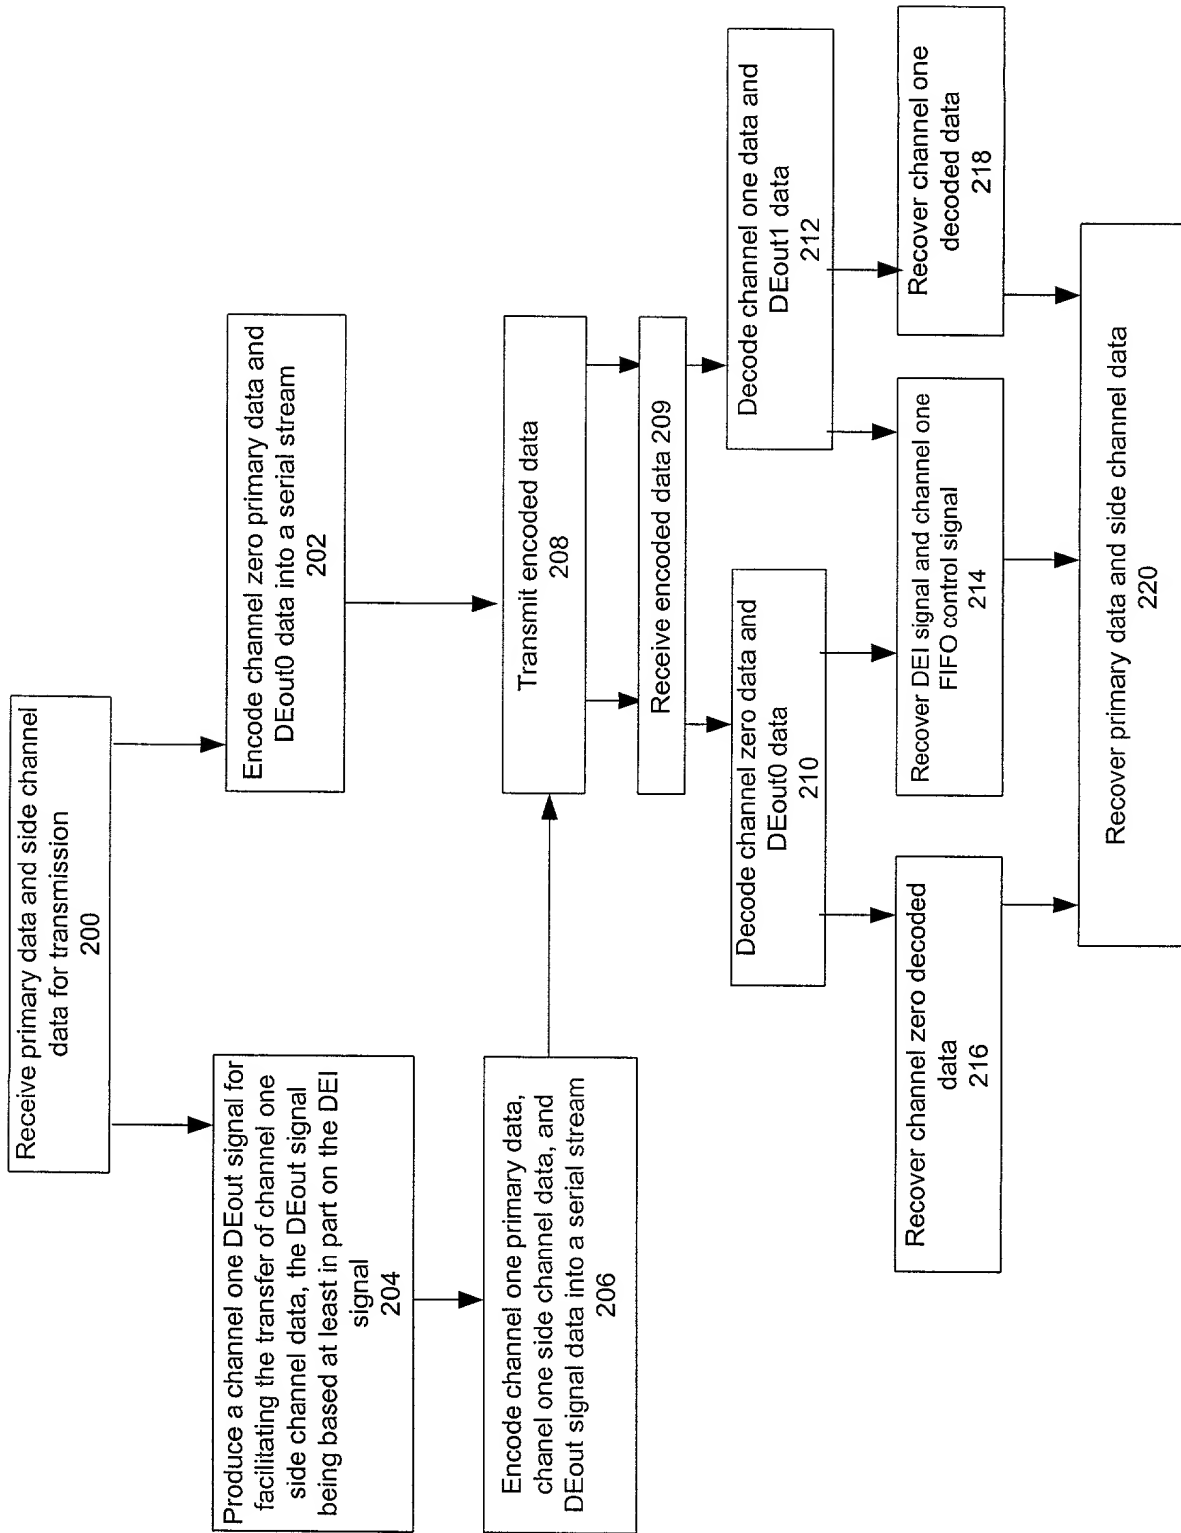 Receive primary data and side channel
data for transmission
200
Produce a channel one DEout signal for
facilitating the transfer of channel one
side channel data, the DEout signal
being based at least in part on the DEI
signal
204
Encode channel zero primary data and
DEout0 data into a serial stream
202
Encode channel one primary data,
chanel one side channel data, and
DEout signal data into a serial stream
206
Transmit encoded data
208
Receive encoded data 209
Decode channel zero data and
DEout0 data
210
Decode channel one data and
DEout1 data
212
Recover channel zero decoded
data
216
Recover DEI signal and channel one
FIFO control signal
214
Recover channel one
decoded data
218
Recover primary data and side channel data
220